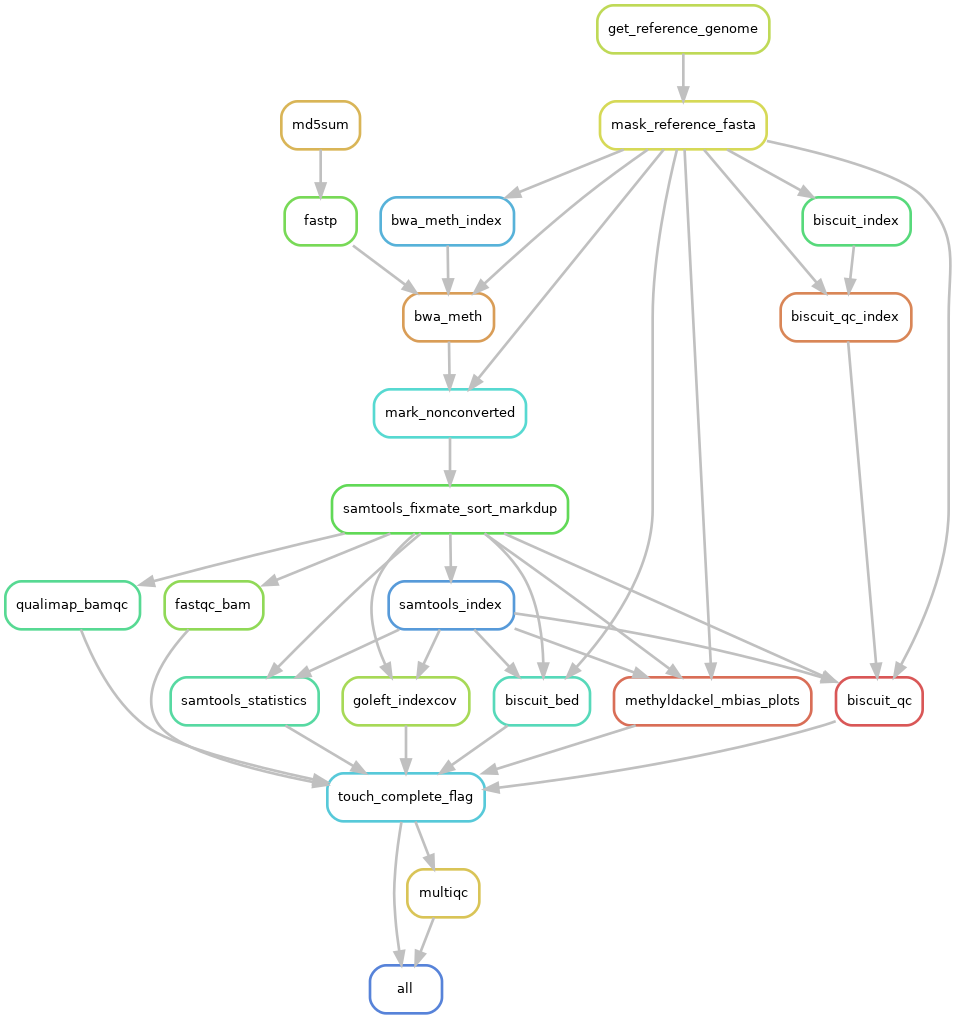 get_reference_genome
md5sum
mask_reference_fasta
fastp
bwa_meth_index
biscuit_index
bwa_meth
biscuit_qc_index
mark_nonconverted
samtools_fixmate_sort_markdup
qualimap_bamqc
fastqc_bam
samtools_index
samtools_statistics
goleft_indexcov
biscuit_bed
methyldackel_mbias_plots
biscuit_qc
touch_complete_flag
multiqc
all